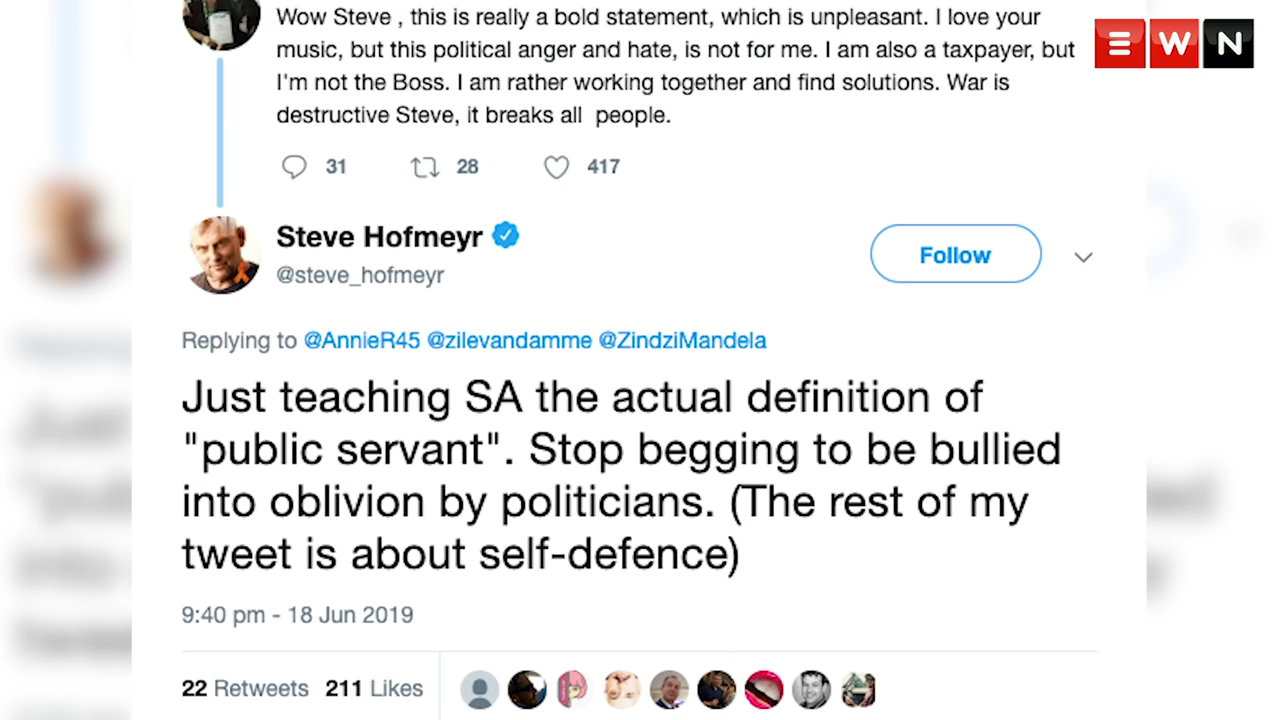 Wow Steve , this is really a bold statement, which is unpleasant. I love your
music, but this political anger and hate, is not for me. I am also a taxpayer, but
I'm not the Boss. I am rather working together and find solutions. War is
destructive Steve, it breaks all  people.
EWN
31 28 417
Steve Hofmeyr
@steve_hofmeyr
Follow
Replying to @AnnieR45 @zilevandamme @ZindziMandela
Just teaching SA the actual definition of
"public servant". Stop begging to be bullied
into oblivion by politicians. (The rest of my
tweet is about self-defence)
9:40 pm - 18 Jun 2019
22 Retweets 211 Likes